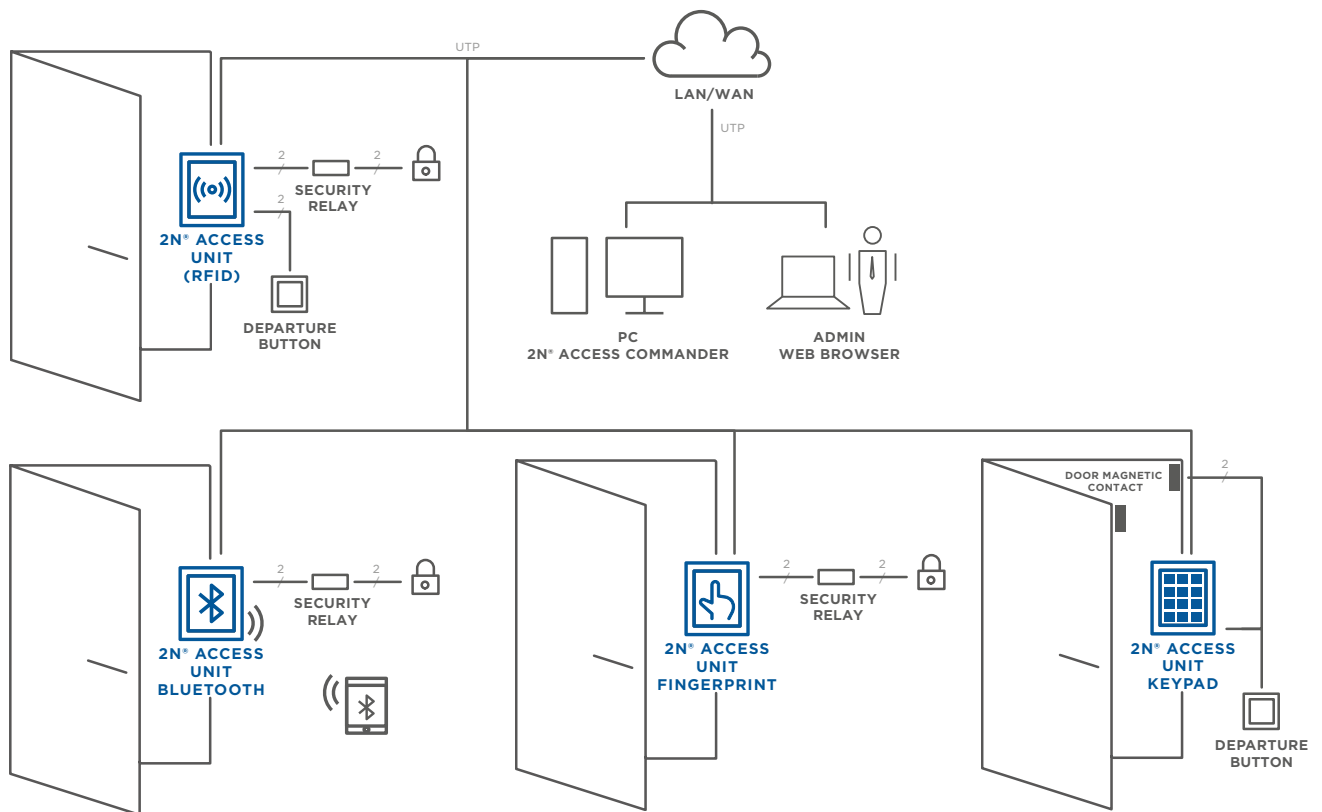 UTP
LAN/WAN
UTP
2
2
SECURITY
RELAY
2
2N® ACCESS
UNIT
(RFID)
DEPARTURE
BUTTON
PC
2N® ACCESS COMMANDER
ADMIN
WEB BROWSER
DOOR MAGNETIC
CONTACT
2
2
2
SECURITY
RELAY
2N® ACCESS
UNIT
BLUETOOTH
2
2
SECURITY
RELAY
2N® ACCESS
UNIT
FINGERPRINT
2N® ACCESS
UNIT
KEYPAD
DEPARTURE
BUTTON